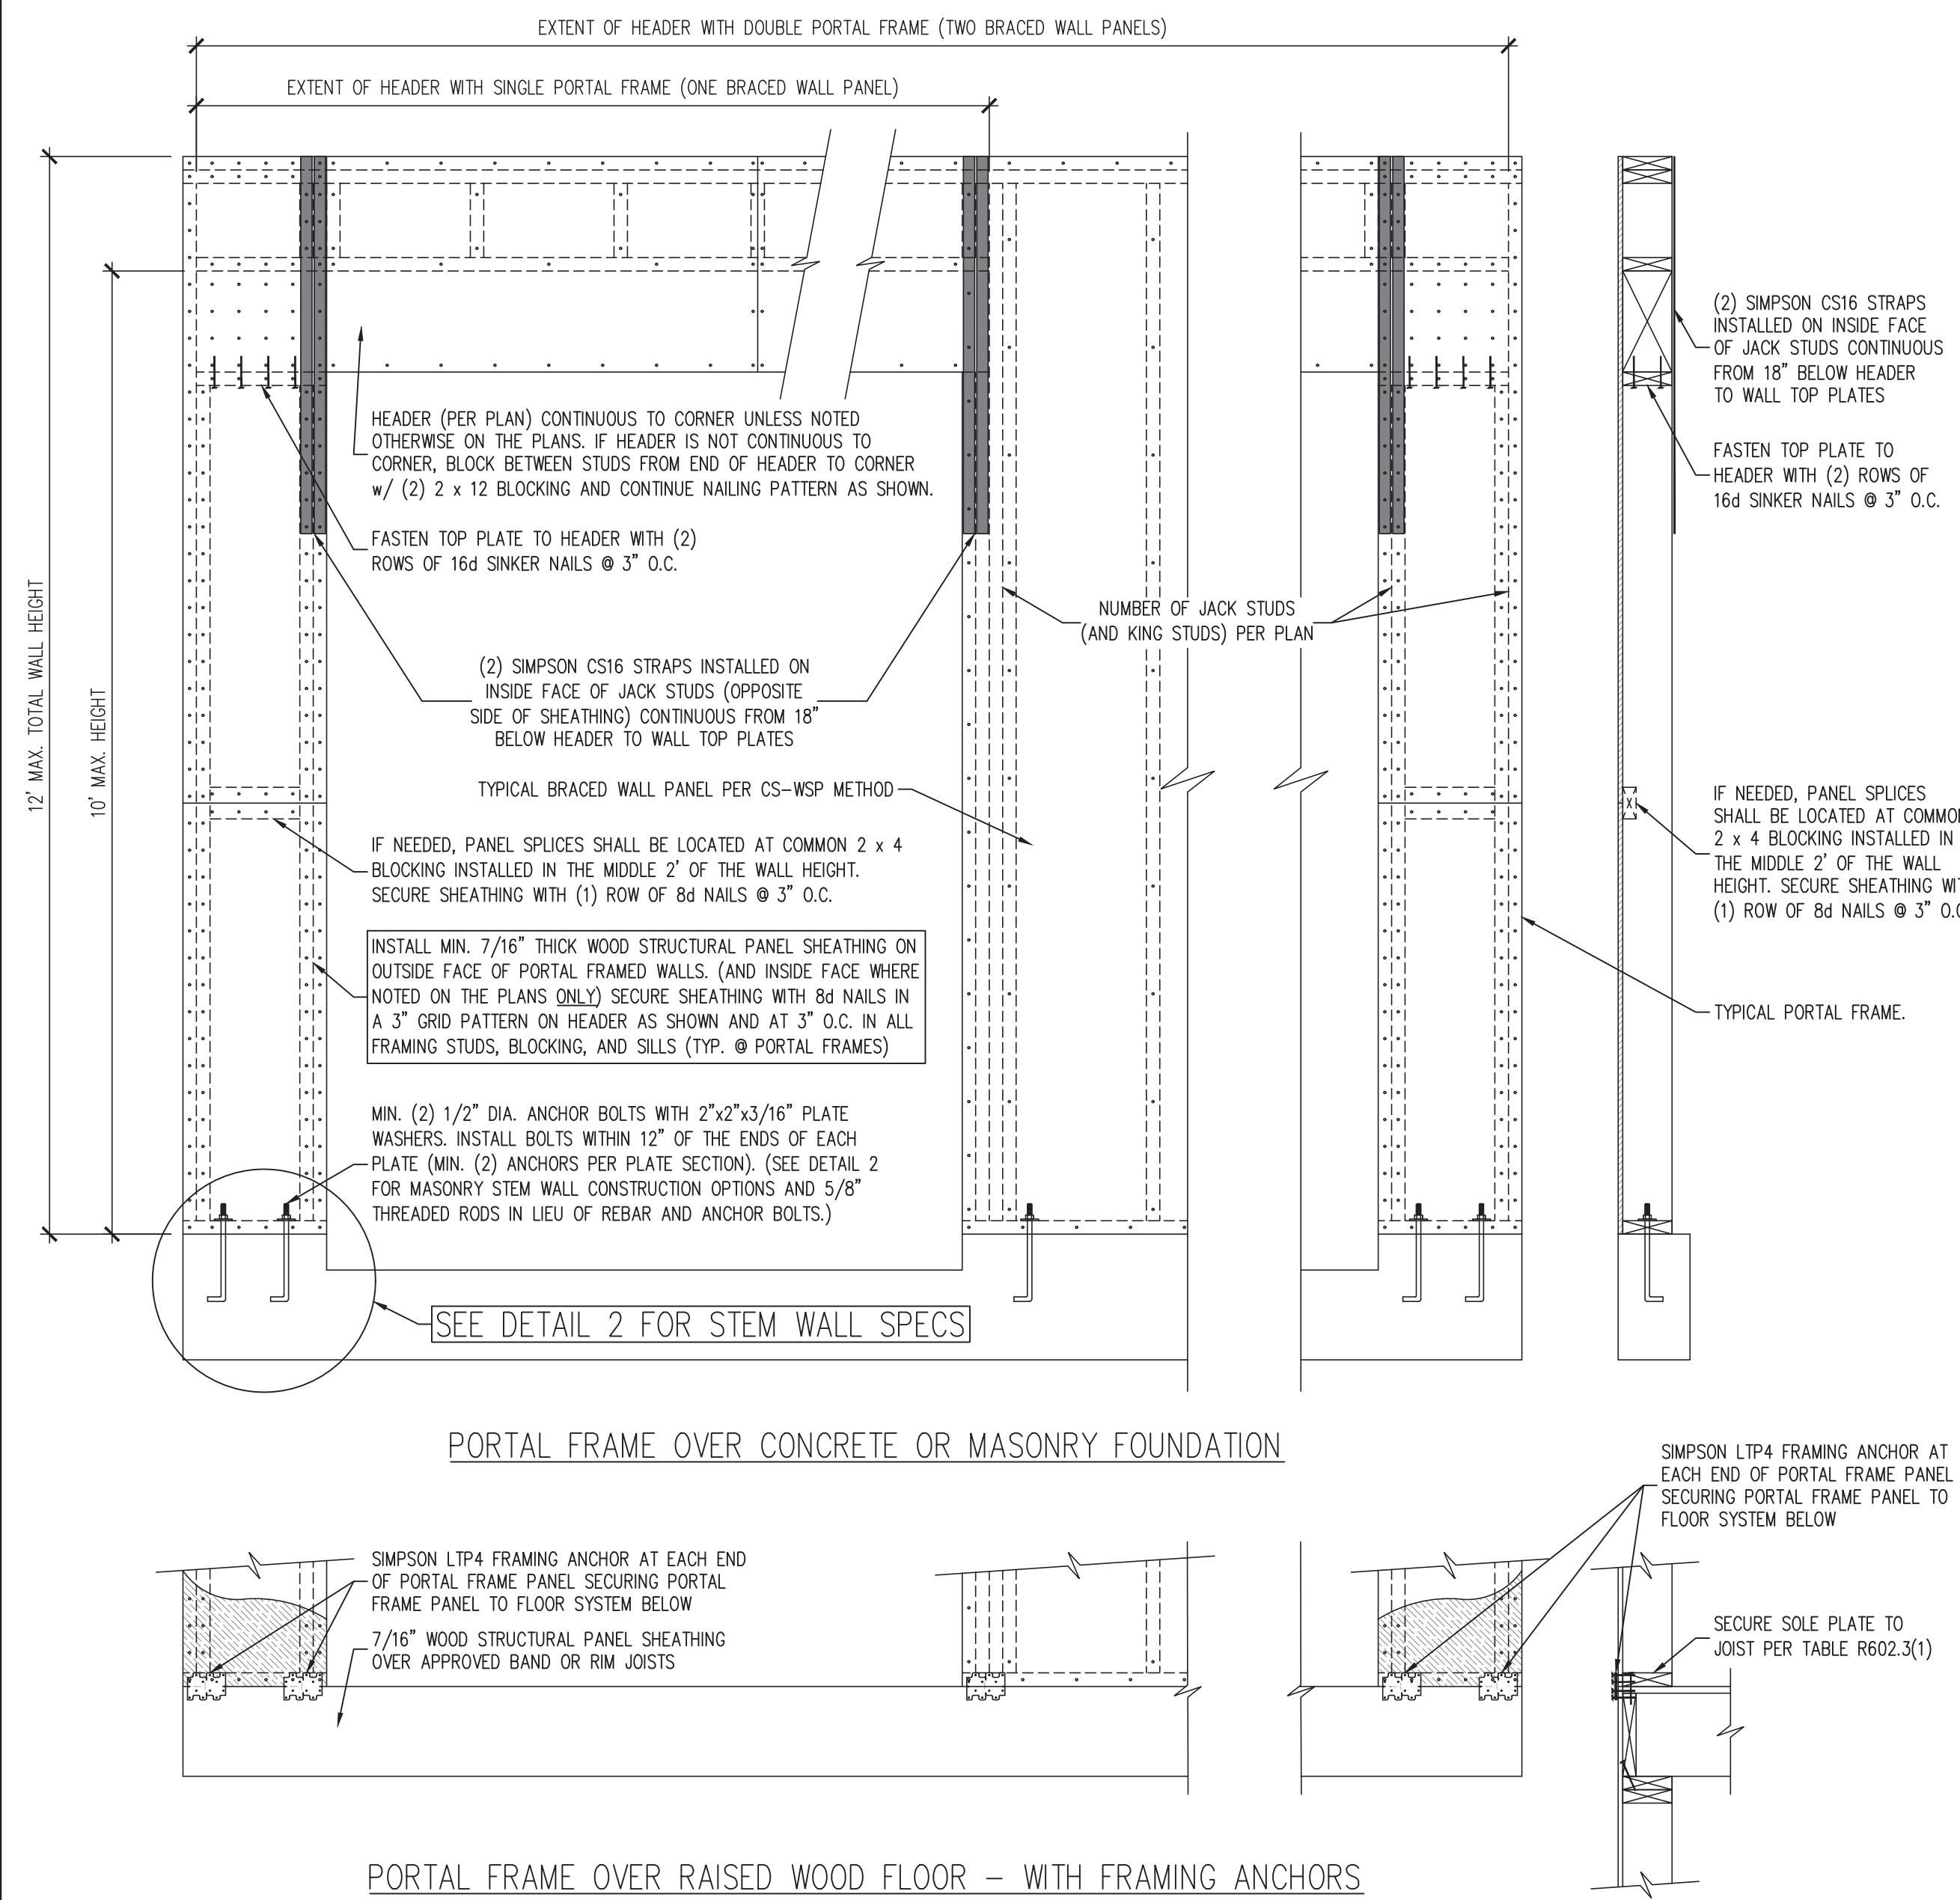 EXTENT OF HEADER WITH DOUBLE PORTAL FRAME (TWO BRACED WALL PANELS)
EXTENT OF HEADER WITH SINGLE PORTAL FRAME (ONE BRACED WALL PANEL)
12' MAX. TOTAL WALL HEIGHT
10' MAX. HEIGHT
HEADER (PER PLAN) CONTINUOUS TO CORNER UNLESS NOTED
OTHERWISE ON THE PLANS. IF HEADER IS NOT CONTINUOUS TO
CORNER, BLOCK BETWEEN STUDS FROM END OF HEADER TO CORNER
w/ (2) 2 x 12 BLOCKING AND CONTINUE NAILING PATTERN AS SHOWN.
FASTEN TOP PLATE TO HEADER WITH (2)
ROWS OF 16d SINKER NAILS @ 3" O.C.
NUMBER OF JACK STUDS
(AND KING STUDS) PER PLAN
(2) SIMPSON CS16 STRAPS INSTALLED ON
INSIDE FACE OF JACK STUDS (OPPOSITE
SIDE OF SHEATHING) CONTINUOUS FROM 18"
BELOW HEADER TO WALL TOP PLATES
TYPICAL BRACED WALL PANEL PER CS-WSP METHOD
IF NEEDED, PANEL SPLICES SHALL BE LOCATED AT COMMON 2 x 4
BLOCKING INSTALLED IN THE MIDDLE 2' OF THE WALL HEIGHT.
SECURE SHEATHING WITH (1) ROW OF 8d NAILS @ 3" O.C.
INSTALL MIN. 7/16" THICK WOOD STRUCTURAL PANEL SHEATHING ON
OUTSIDE FACE OF PORTAL FRAMED WALLS. (AND INSIDE FACE WHERE
NOTED ON THE PLANS ONLY) SECURE SHEATHING WITH 8d NAILS IN
A 3" GRID PATTERN ON HEADER AS SHOWN AND AT 3" O.C. IN ALL
FRAMING STUDS, BLOCKING, AND SILLS (TYP. @ PORTAL FRAMES)
MIN. (2) 1/2" DIA. ANCHOR BOLTS WITH 2"x2"x3/16" PLATE
WASHERS. INSTALL BOLTS WITHIN 12" OF THE ENDS OF EACH
PLATE (MIN. (2) ANCHORS PER PLATE SECTION). (SEE DETAIL 2
FOR MASONRY STEM WALL CONSTRUCTION OPTIONS AND 5/8"
THREADED RODS IN LIEU OF REBAR AND ANCHOR BOLTS.)
SEE DETAIL 2 FOR STEM WALL SPECS
(2) SIMPSON CS16 STRAPS
INSTALLED ON INSIDE FACE
OF JACK STUDS CONTINUOUS
FROM 18" BELOW HEADER
TO WALL TOP PLATES
FASTEN TOP PLATE TO
HEADER WITH (2) ROWS OF
16d SINKER NAILS @ 3" O.C.
IF NEEDED, PANEL SPLICES
SHALL BE LOCATED AT COMMO
2 x 4 BLOCKING INSTALLED IN
THE MIDDLE 2' OF THE WALL
HEIGHT. SECURE SHEATHING WI
(1) ROW OF 8d NAILS @ 3" O.
TYPICAL PORTAL FRAME.
PORTAL FRAME OVER CONCRETE OR MASONRY FOUNDATION
SIMPSON LTP4 FRAMING ANCHOR AT EACH END
OF PORTAL FRAME PANEL SECURING PORTAL
FRAME PANEL TO FLOOR SYSTEM BELOW
7/16" WOOD STRUCTURAL PANEL SHEATHING
OVER APPROVED BAND OR RIM JOISTS
SIMPSON LTP4 FRAMING ANCHOR AT
EACH END OF PORTAL FRAME PANEL
SECURING PORTAL FRAME PANEL TO
FLOOR SYSTEM BELOW
SECURE SOLE PLATE TO
JOIST PER TABLE R602.3(1)
PORTAL FRAME OVER RAISED WOOD FLOOR - WITH FRAMING ANCHORS